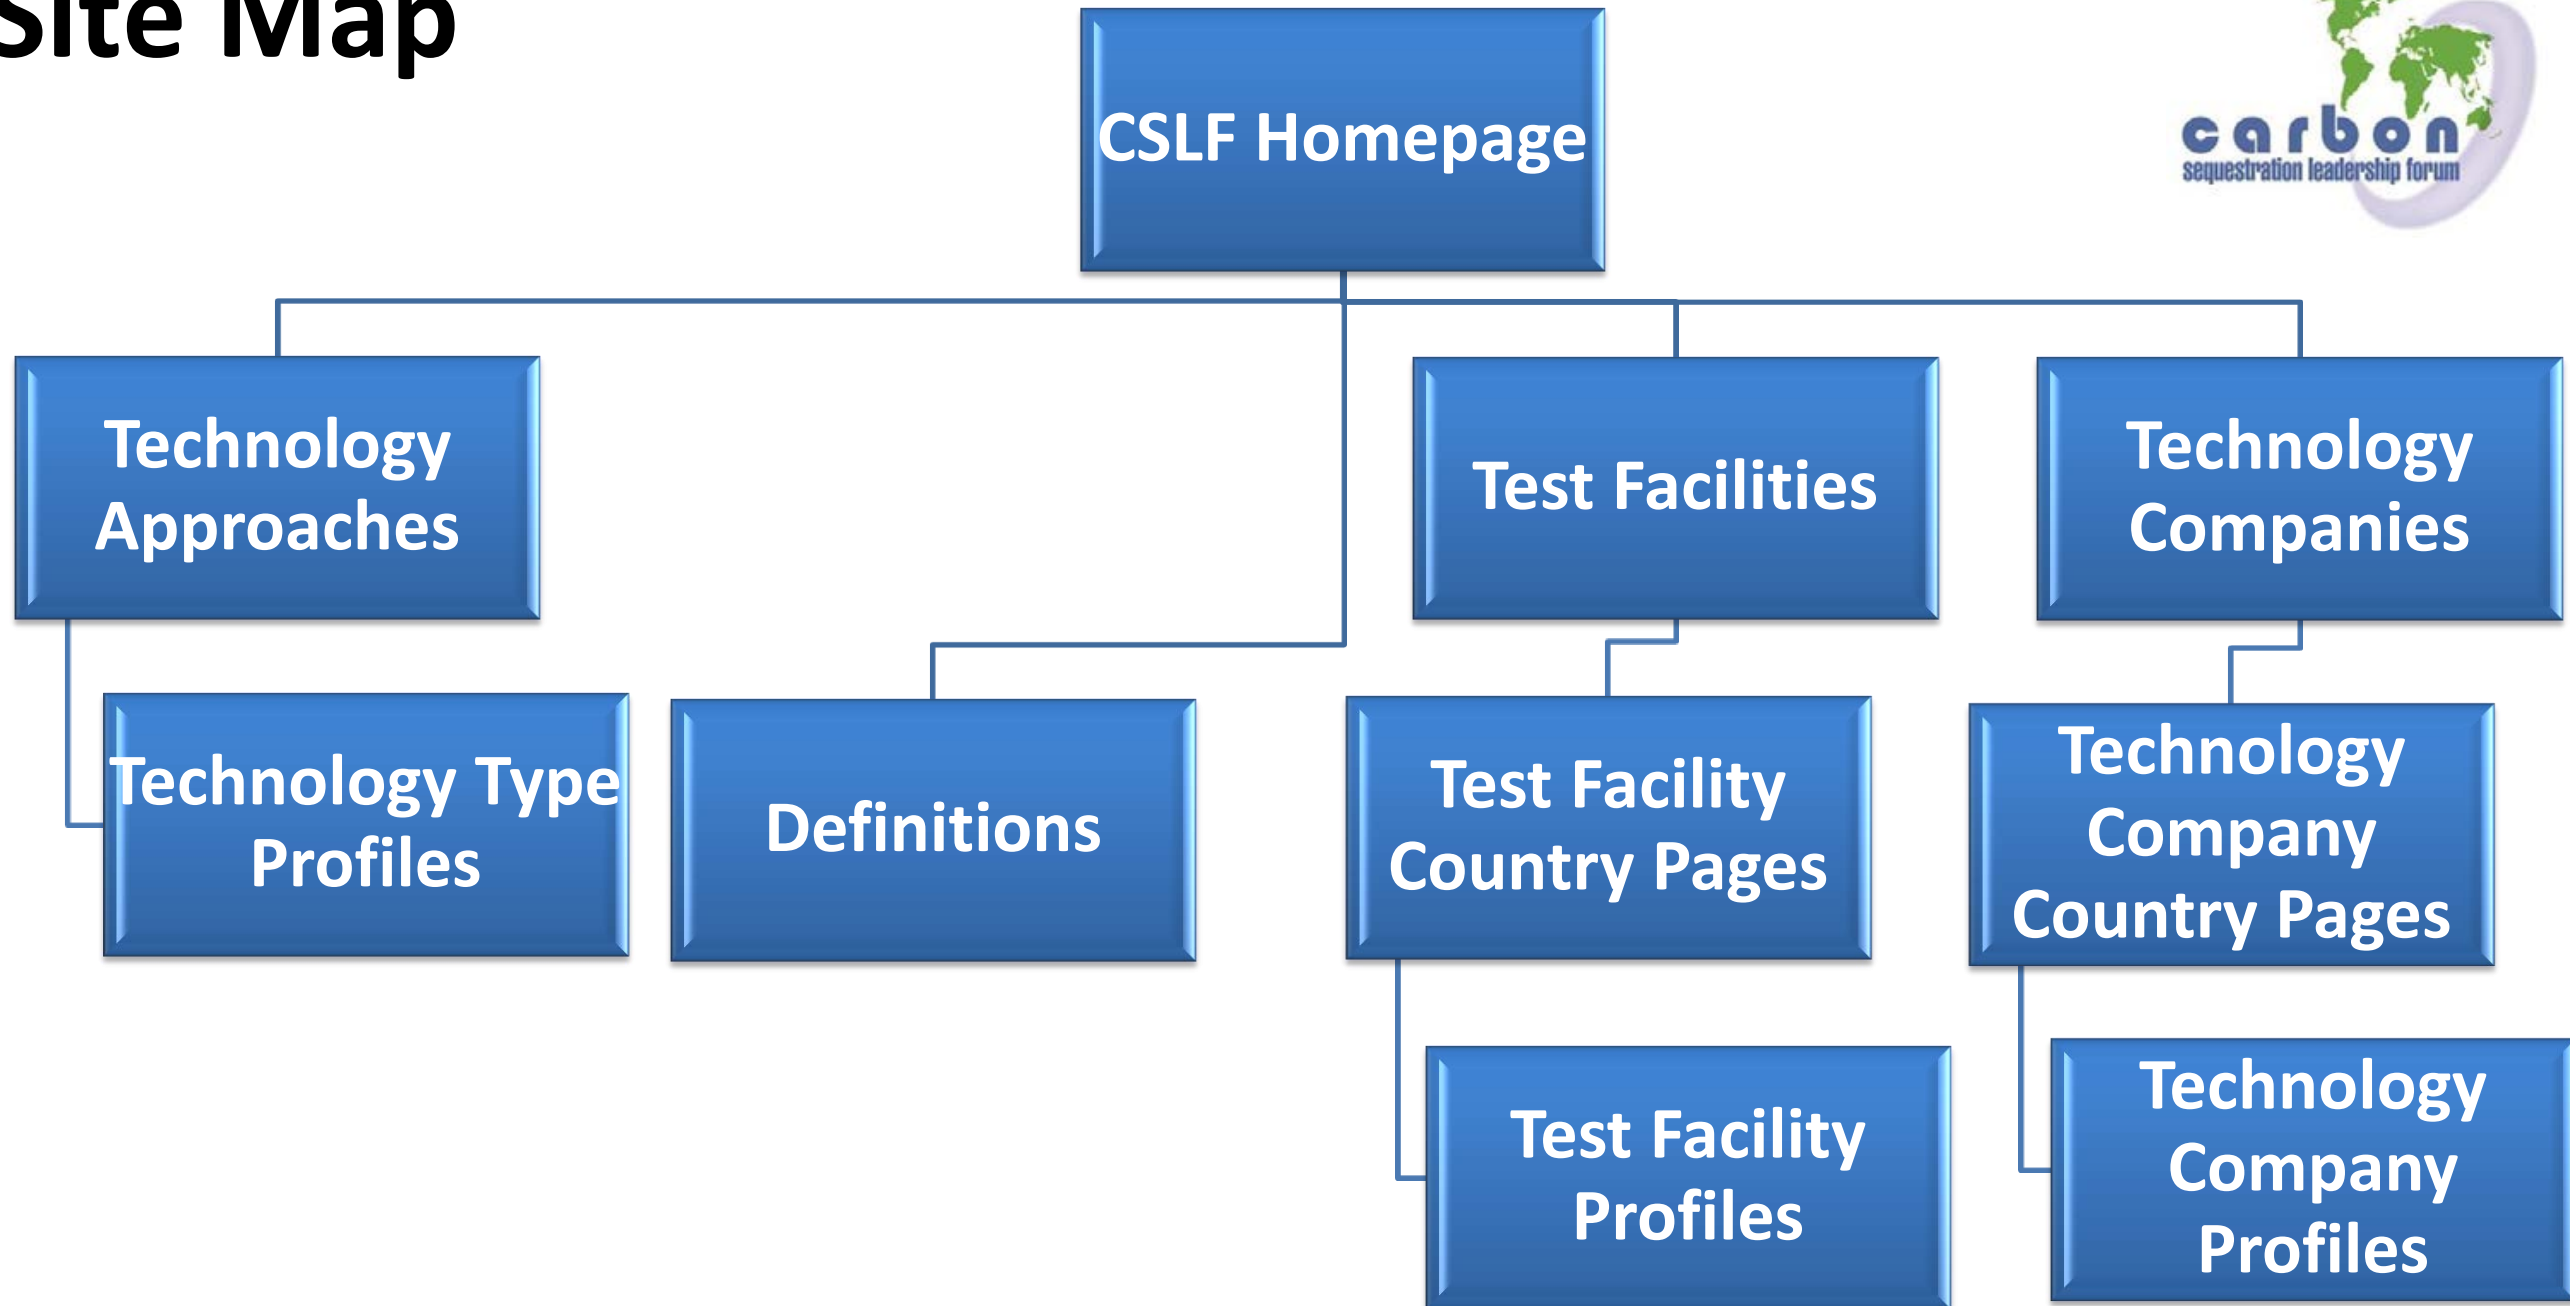 Site Map
CSLF Homepage
carbon
sequestration leadership forum
Technology
Approaches
Test Facilities
Technology
Companies
Technology Type
Profiles
Definitions
Test Facility
Country Pages
Technology
Company
Country Pages
Test Facility
Profiles
Technology
Company
Profiles